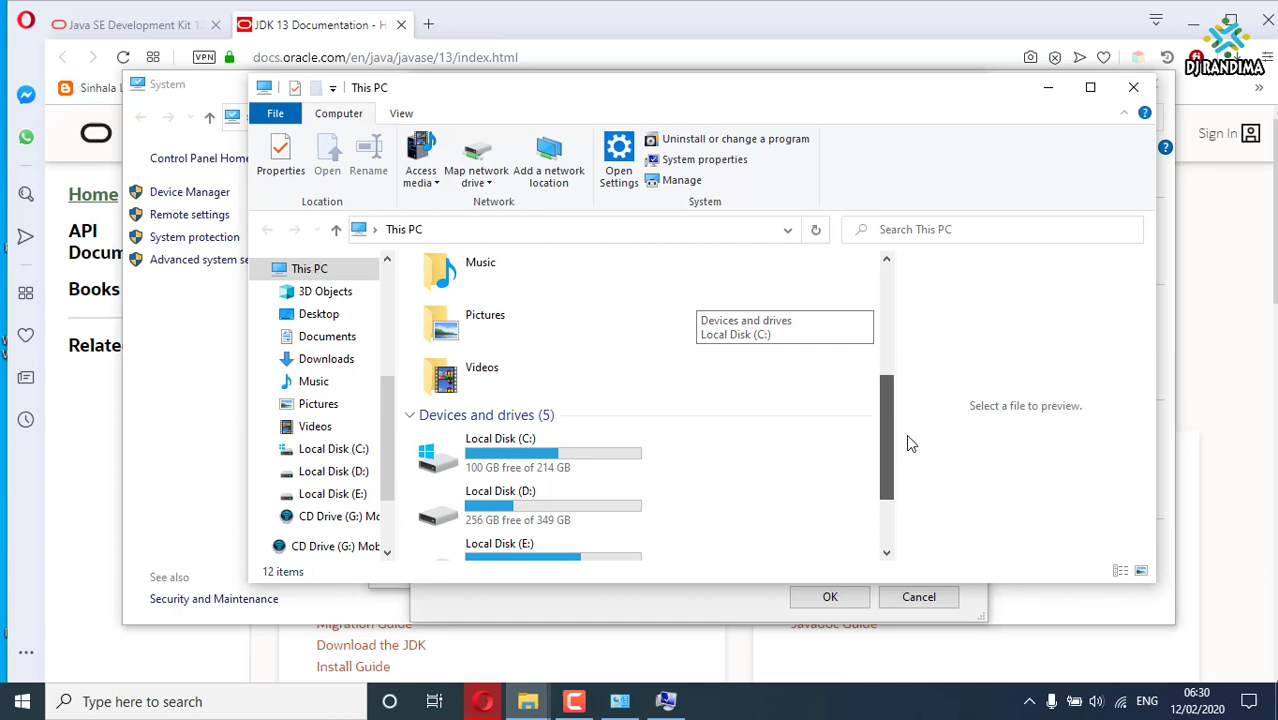 Java SE Development Kit 13
JDK 13 Documentation - H
VPN
docs.oracle.com/en/java/javase/13/index.html
DJ RANDIMA
Sinhala L
System
This PC
File
Computer
View
Sign In
Control Panel Home
Device Manager
Remote settings
System protection
Advanced system se
Home
API
Docum
Books
Relate
Properties
Open
Rename
Access
media
Map network
drive
Add a network
location
Open
Settings
Uninstall or change a program
System properties
Manage
Location
Network
System
This PC
Search This PC
This PC
3D Objects
Desktop
Documents
Downloads
Music
Pictures
Videos
Local Disk (C:)
Local Disk (D:)
Local Disk (E:)
CD Drive (G:) Mo
CD Drive (G:) Mob
Music
Pictures
Videos
Devices and drives
Local Disk (C:)
Devices and drives (5)
Local Disk (C:)
100 GB free of 214 GB
Local Disk (D:)
256 GB free of 349 GB
Local Disk (E:)
Select a file to preview.
12 items
See also
Security and Maintenance
OK
Cancel
Migration Guide
Download the JDK
Install Guide
Javadoc Guide
Type here to search
ENG
06:30
12/02/2020